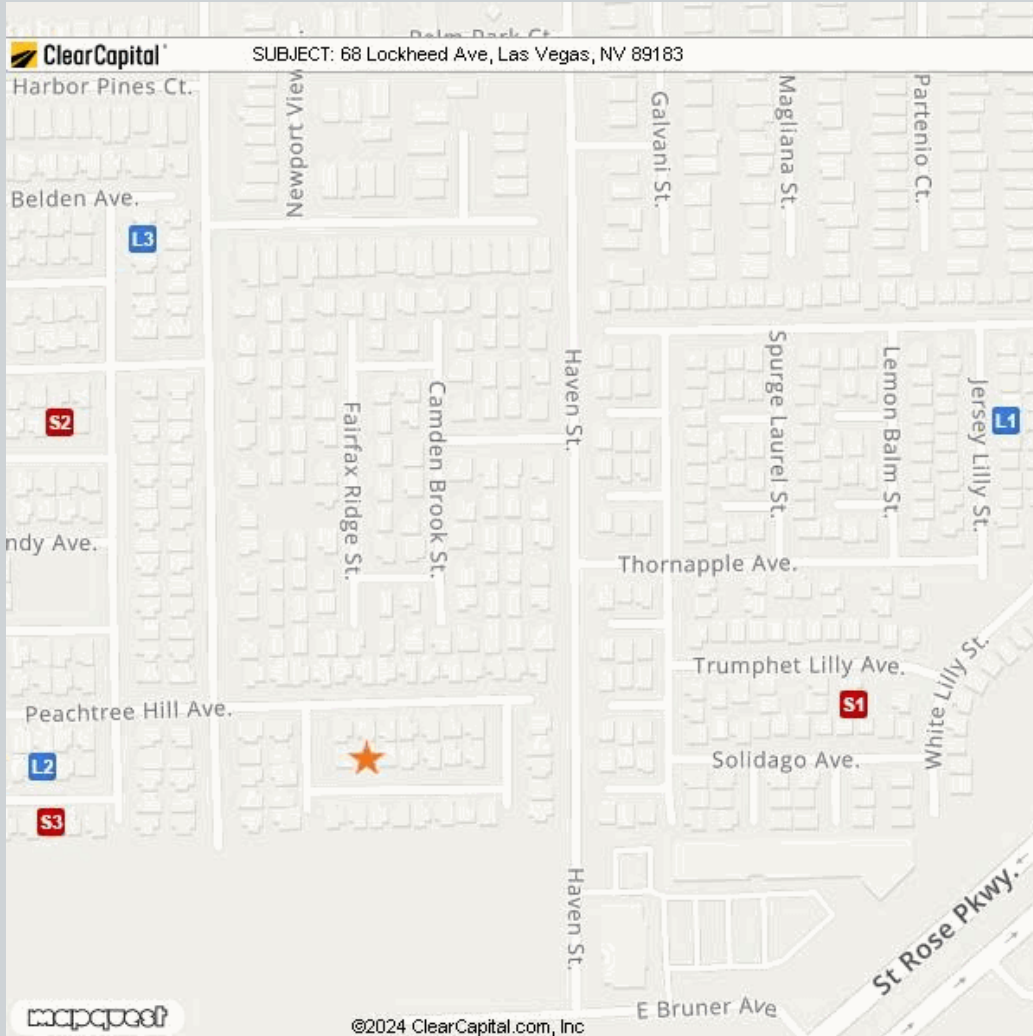 Palm Park Ct.
ClearCapital
SUBJECT: 68 Lockheed Ave, Las Vegas, NV 89183
Harbor Pines Ct.
Newport View
Galvani St.
Magliana St.
Partenio Ct.
Belden Ave.
L3
Haven St.
Spurge Laurel St.
Lemon Balm St.
Jersey Lilly St.
L1
S2
Fairfax Ridge St.
Camden Brook St.
ndy Ave.
Thornapple Ave.
Trumphet Lilly Ave.
White Lilly St.
S1
Peachtree Hill Ave.
L2
Solidago Ave.
S3
Haven St.
St Rose Pkwy.
E Bruner Ave
mapquest
©2024 ClearCapital.com, Inc